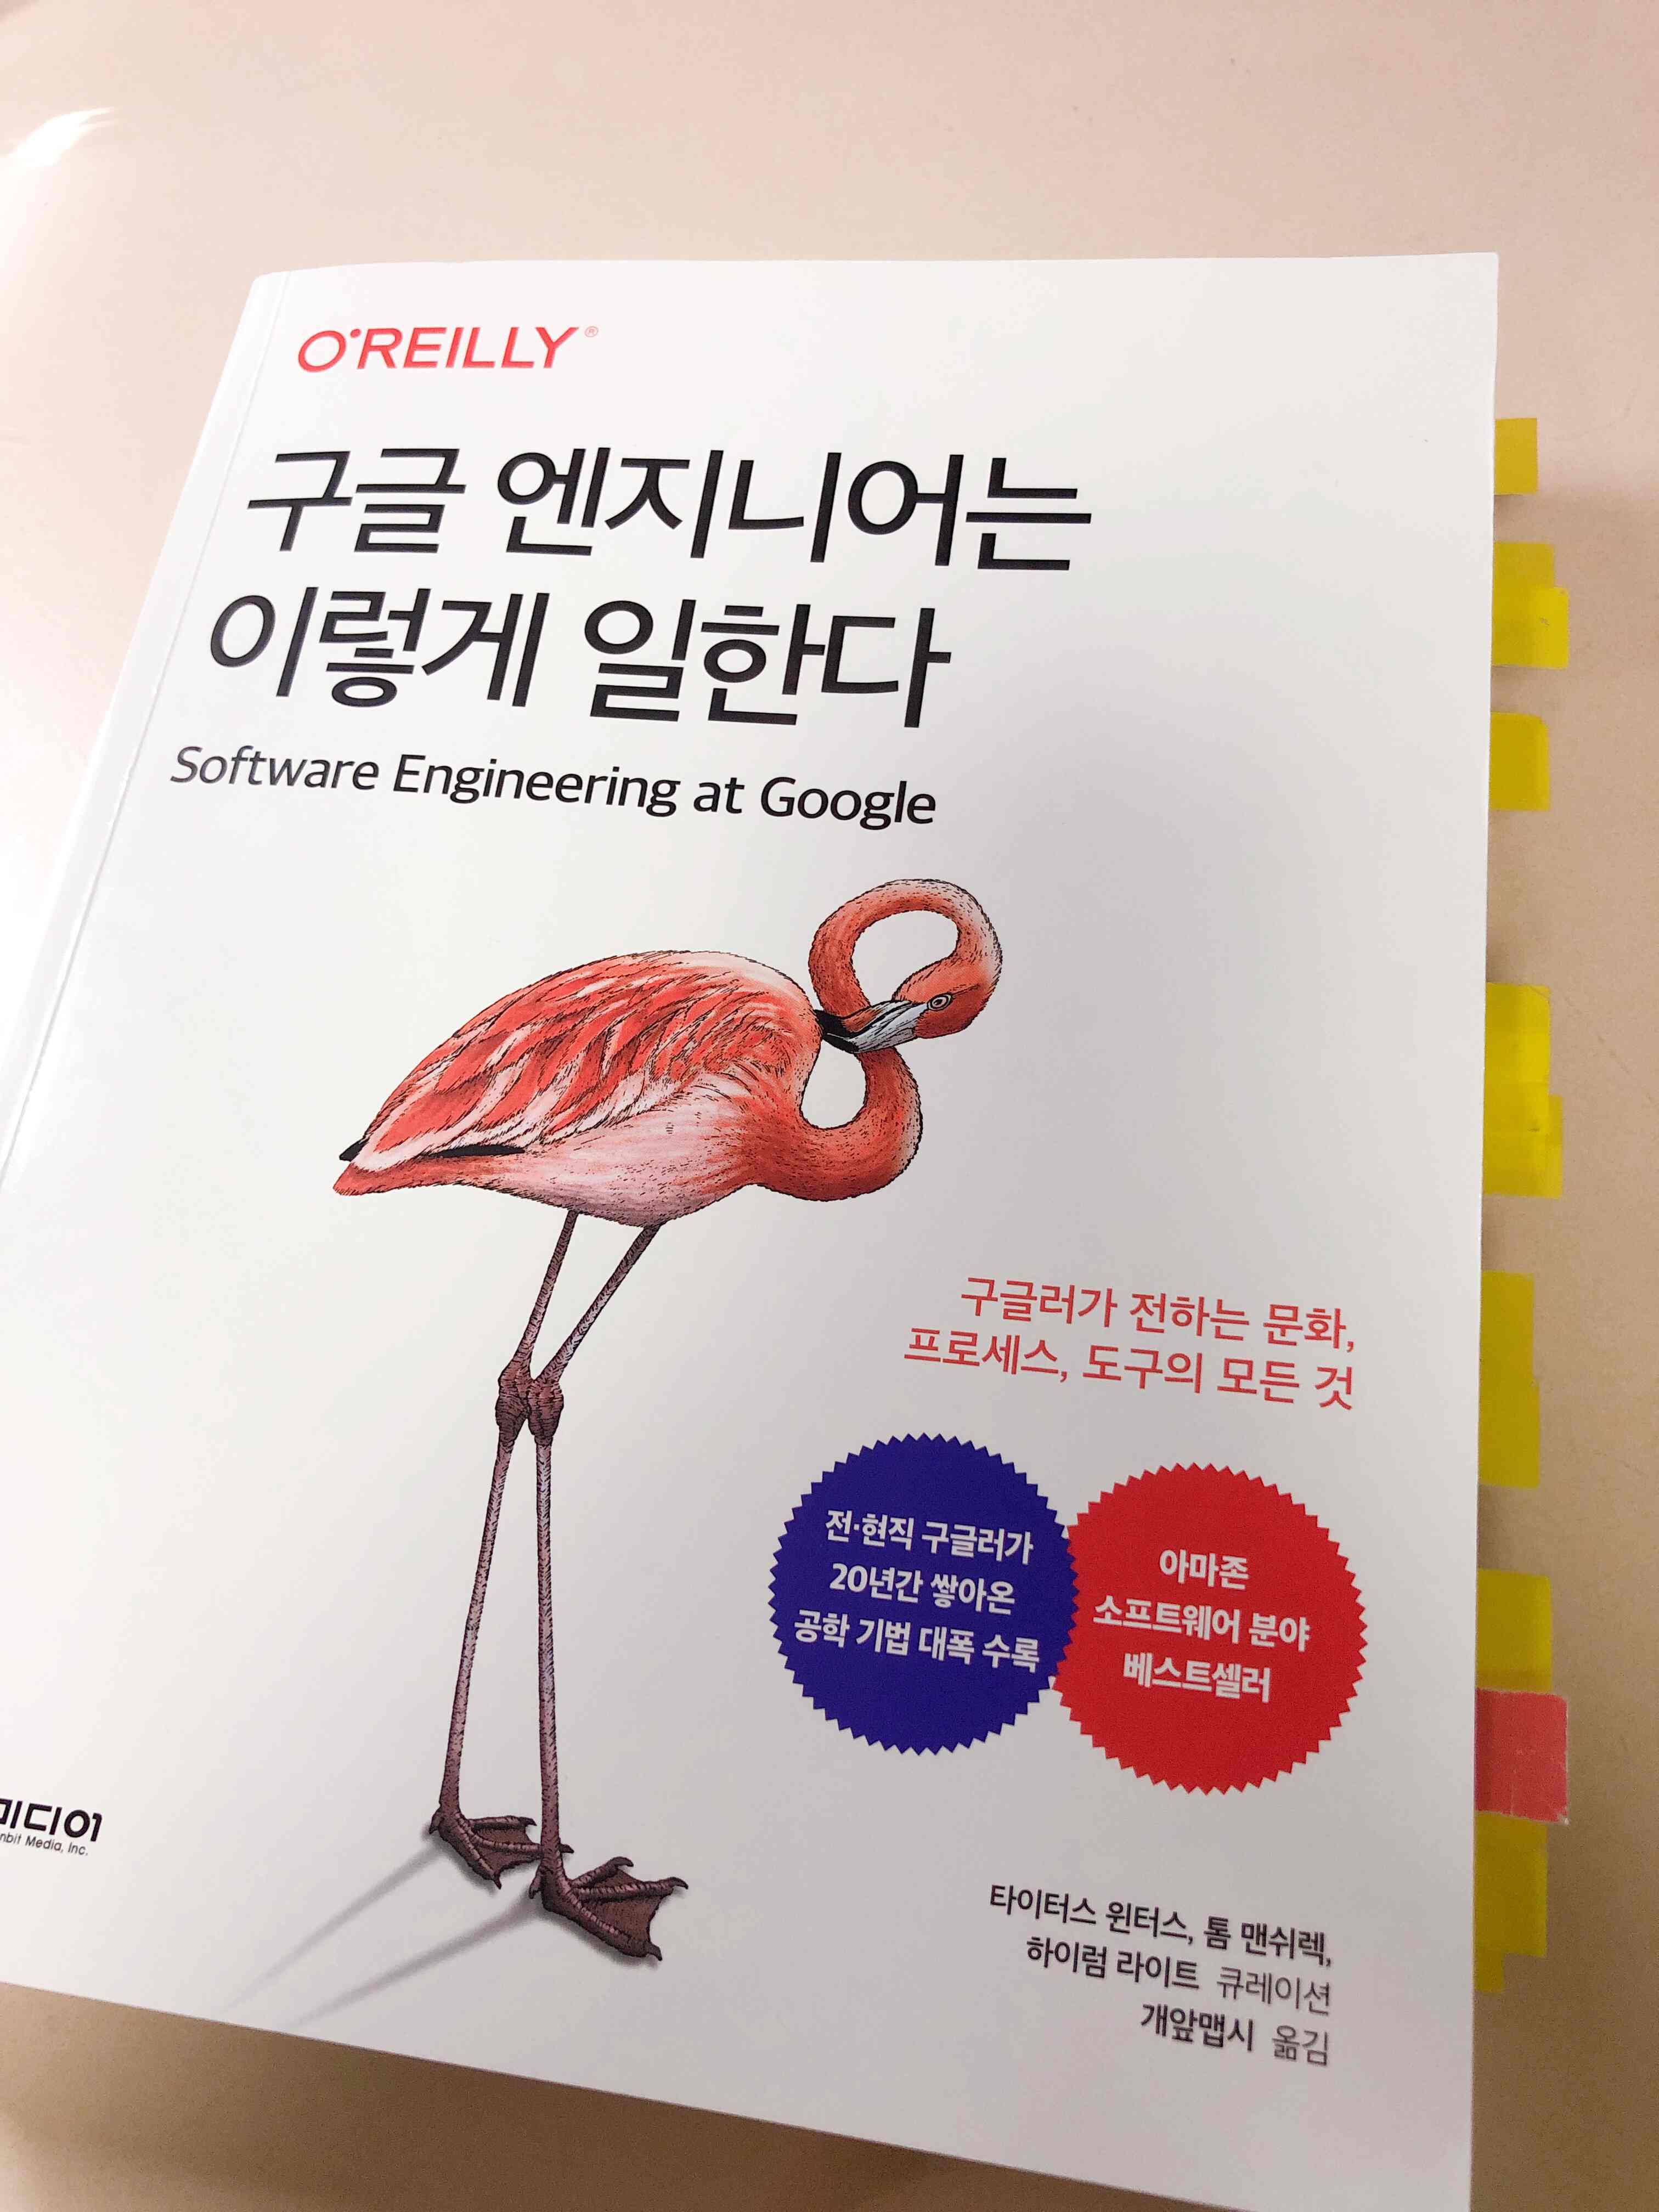 O'REILLY®
구글 엔지니어는
이렇게 일한다
Software Engineering at Google
구글러가 전하는 문화,
프로세스, 도구의 모든 것
전·현직 구글러가
20년간 쌓아온
공학 기법 대폭 수록
아마존
소프트웨어 분야
베스트셀러
미디어
nbit Media, Inc.
타이터스 윈터스, 톰 맨쉬렉,
하이럼 라이트 큐레이션
개앞맵시 옮김